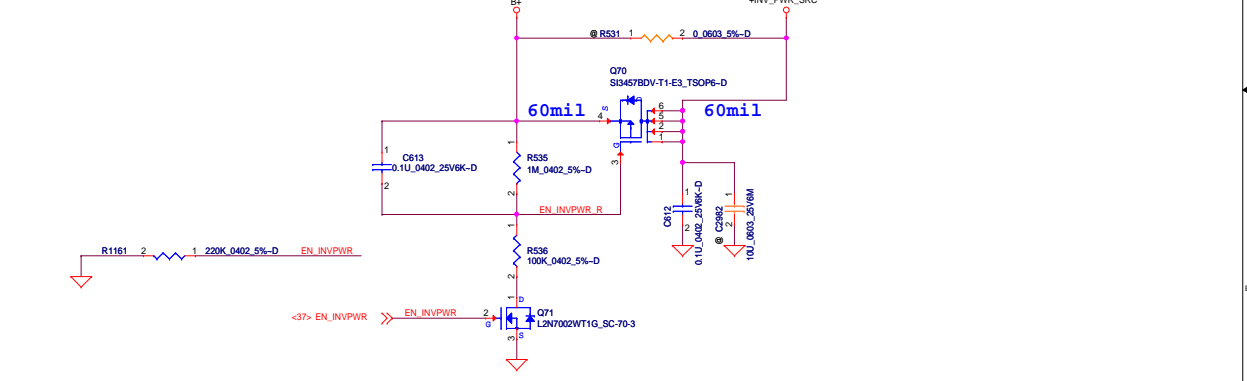 B+
+INV_PWR_SRC
@ R531 1 2 0_0603_5%~D
Q70
SI3457BDV-T1-E3_TSOP6~D
60mil
60mil
S
4
6
5
2
1
G
3
D
1
C613
0.1U_0402_25V6K~D
2
1
R535
1M_0402_5%~D
2
EN_INVPWR_R
1
C612
0.1U_0402_25V6K~D
2
1
@ C2982
10U_0603_25V6M
2
1
R536
100K_0402_5%~D
2
R1161 2 1 220K_0402_5%~D EN_INVPWR
<37> EN_INVPWR EN_INVPWR 2
G
1
D
Q71
L2N7002WT1G_SC-70-3
3
S